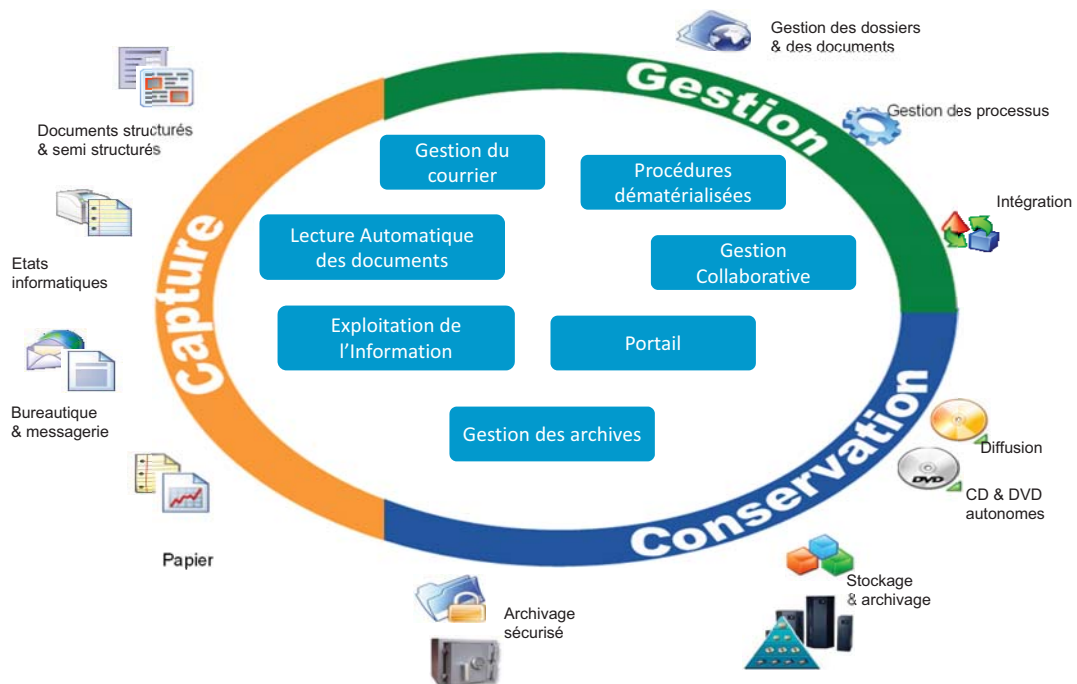 Gestion des dossiers
& des documents
Gestion
Gestion des processus
Documents structurés
& semi structurés
Gestion du
courrier
Procédures
dématérialisées
Intégration
Capture
Lecture Automatique
des documents
Gestion
Collaborative
Etats
informatiques
Exploitation de
l'Information
Portail
Bureautique
& messagerie
Gestion des archives
Conservation
Diffusion
DVD
CD & DVD
autonomes
Papier
Stockage
& archivage
Archivage
sécurisé